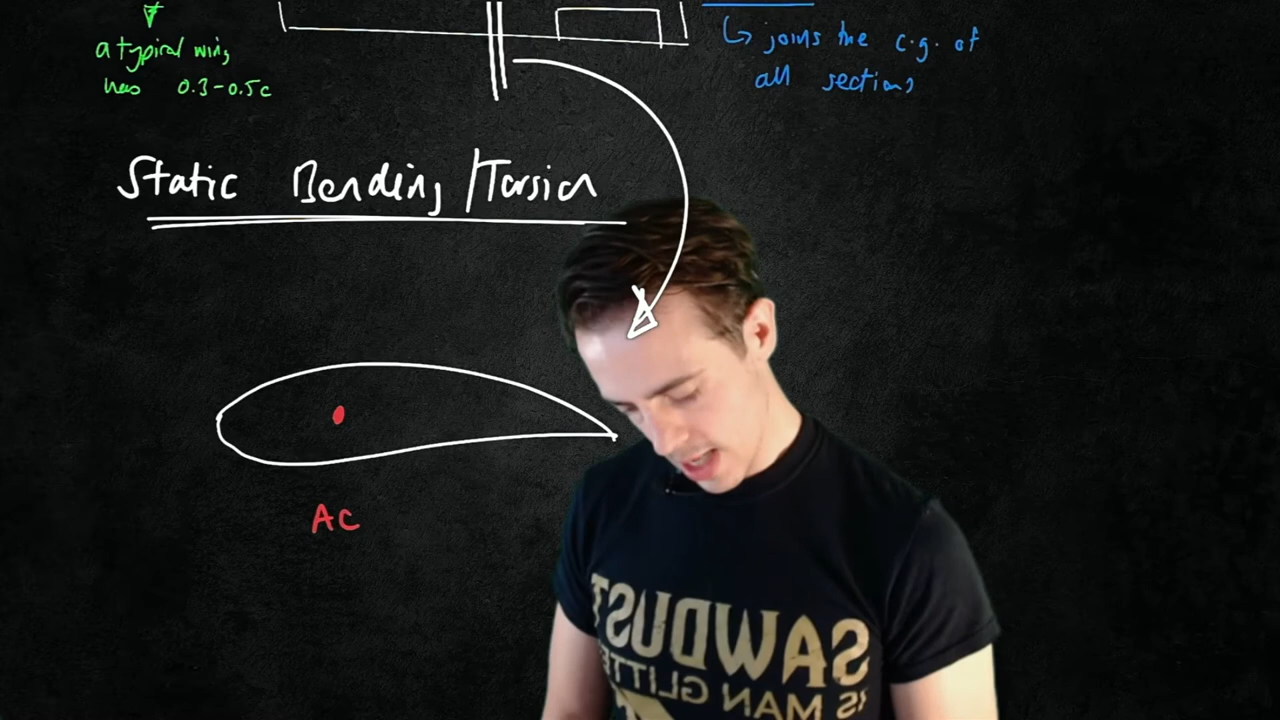 a typical wing
has 0.3-0.5c
↳ joins the c.g. of
all sections
Static Bending/Torsion
AC
SAWDUST
IS MAN GLITTE